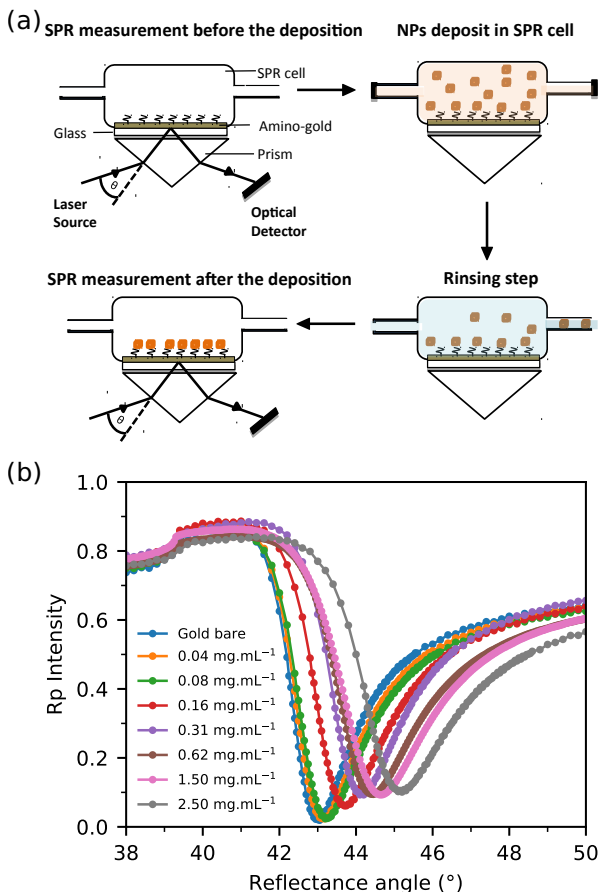 (a)
SPR measurement before the deposition
NPs deposit in SPR cell
SPR cell
Glass
Amino-gold
Prism
θ
Laser
Source
Optical
Detector
SPR measurement after the deposition
Rinsing step
θ
(b)
Rp Intensity
1.0
0.8
0.6
0.4
0.2
0.0
Gold bare
0.04 mg.mL⁻¹
0.08 mg.mL⁻¹
0.16 mg.mL⁻¹
0.31 mg.mL⁻¹
0.62 mg.mL⁻¹
1.50 mg.mL⁻¹
2.50 mg.mL⁻¹
38 40 42 44 46 48 50
Reflectance angle (°)